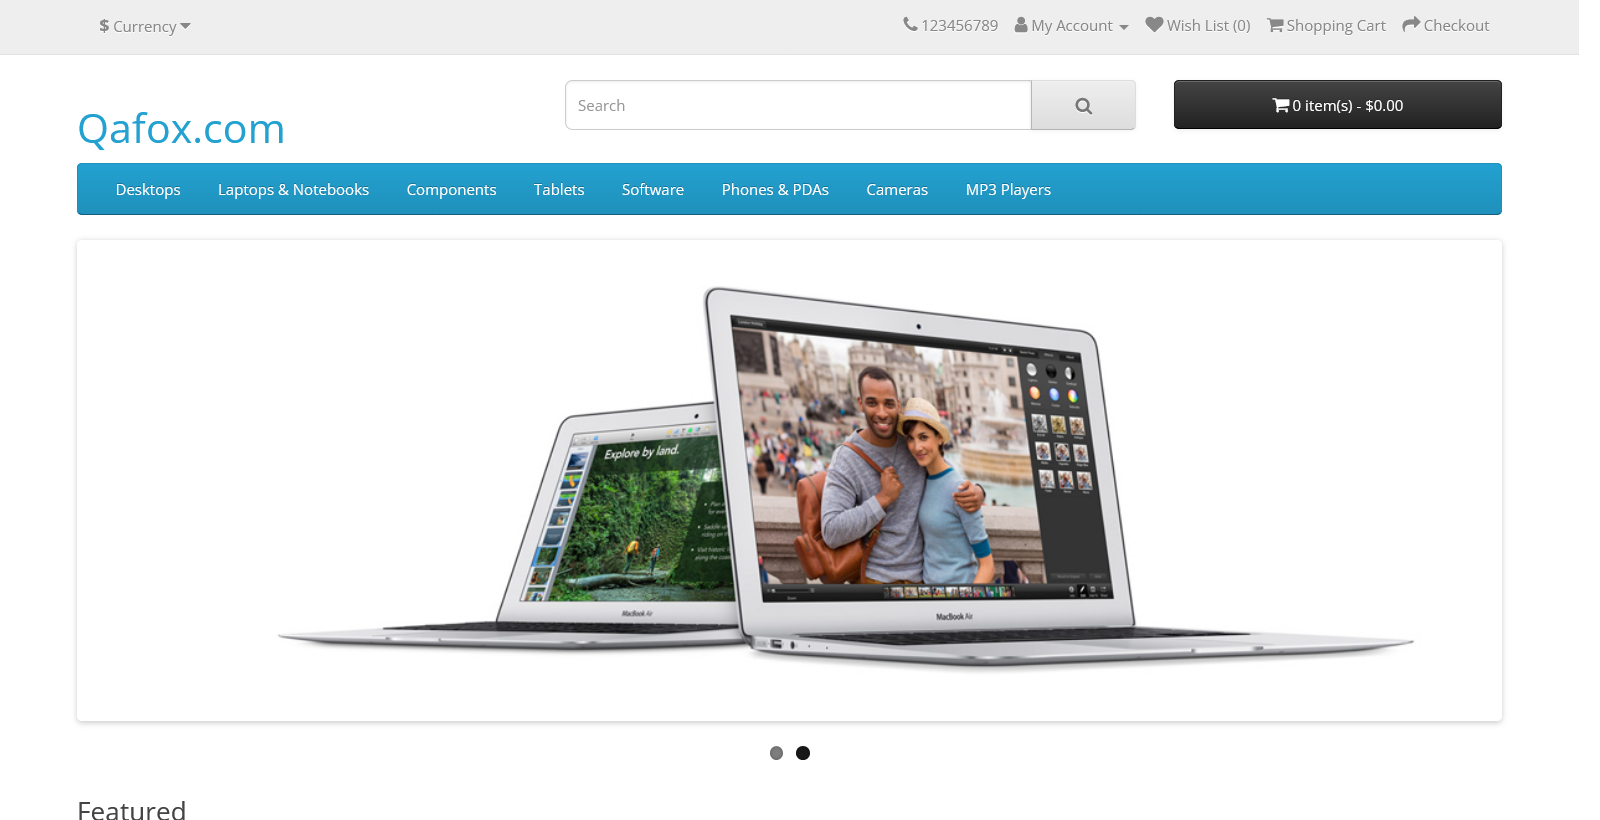 $ Currency
123456789 My Account Wish List (0) Shopping Cart Checkout
Qafox.com
Search
0 item(s) - $0.00
Desktops Laptops & Notebooks Components Tablets Software Phones & PDAs Cameras MP3 Players
Explore by land.
MacBook Air
MacBook Air
Featured